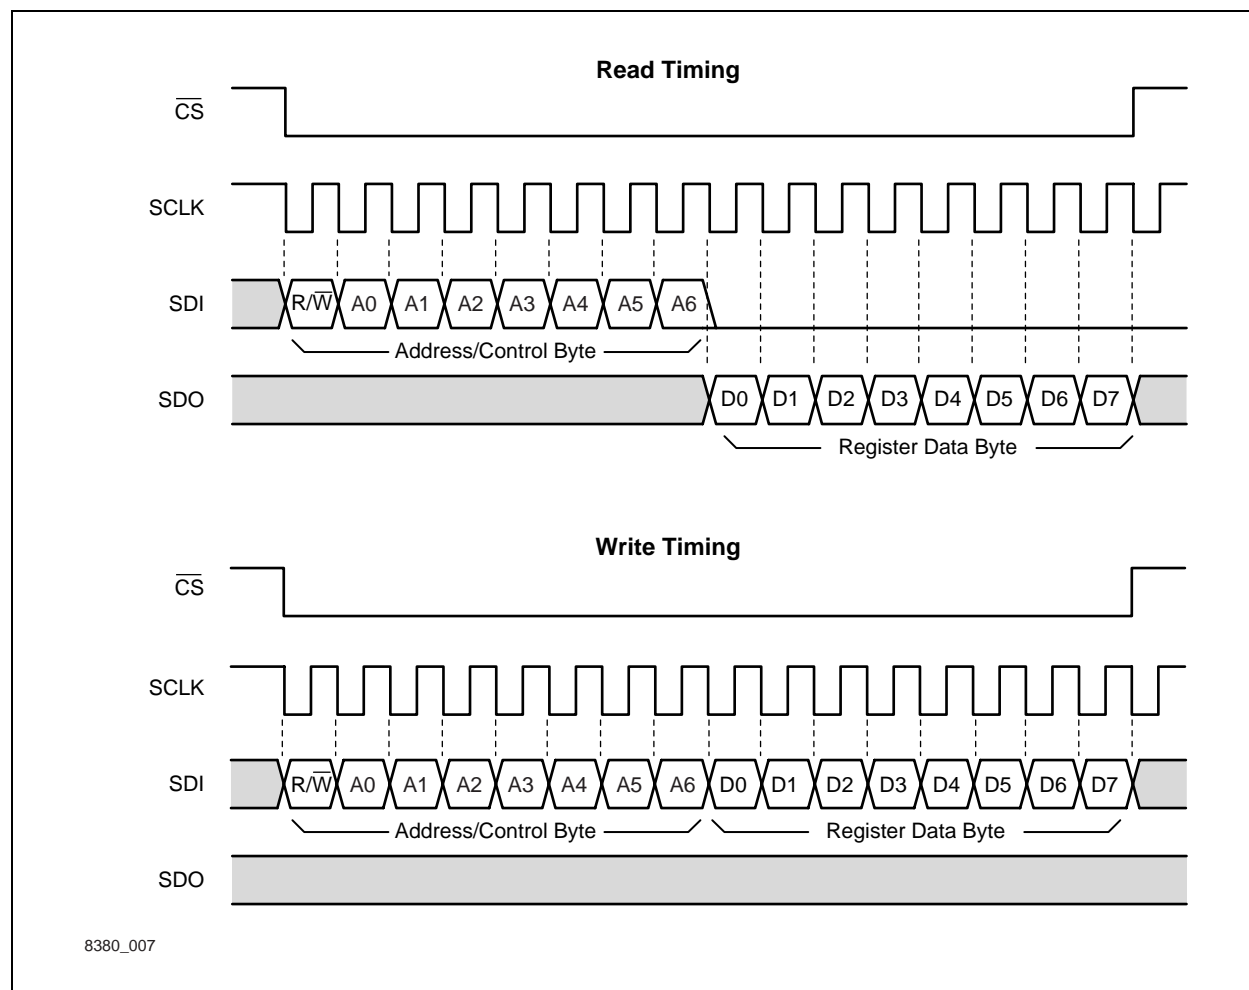 Read Timing
CS
SCLK
SDI R/W A0 A1 A2 A3 A4 A5 A6
Address/Control Byte
SDO D0 D1 D2 D3 D4 D5 D6 D7
Register Data Byte
Write Timing
CS
SCLK
SDI R/W A0 A1 A2 A3 A4 A5 A6 D0 D1 D2 D3 D4 D5 D6 D7
Address/Control Byte Register Data Byte
SDO
8380_007